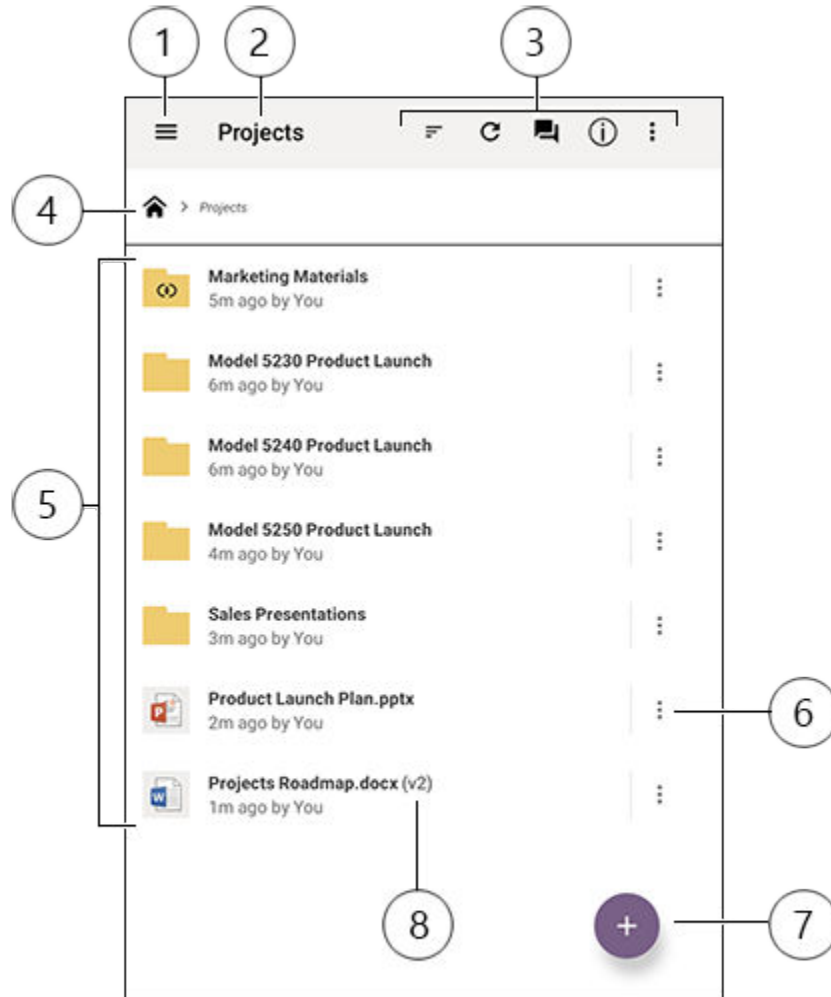 1
2
3
Projects
4
Projects
Marketing Materials
5m ago by You
Model 5230 Product Launch
6m ago by You
Model 5240 Product Launch
6m ago by You
5
Model 5250 Product Launch
4m ago by You
Sales Presentations
3m ago by You
Product Launch Plan.pptx
2m ago by You
6
Projects Roadmap.docx (v2)
1m ago by You
8
7